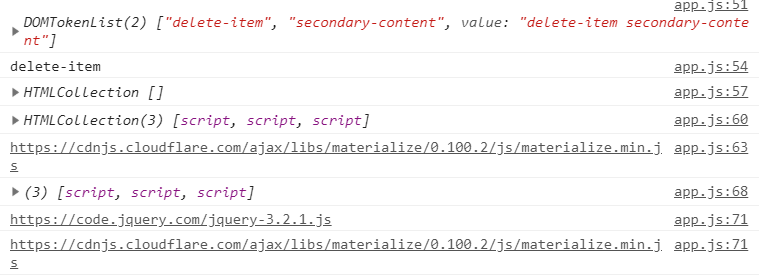 app.js:51
DOMTokenList(2) ["delete-item", "secondary-content", value: "delete-item secondary-conte
nt"]
delete-item app.js:54
HTMLCollection [] app.js:57
HTMLCollection(3) [script, script, script] app.js:60
https://cdnjs.cloudflare.com/ajax/libs/materialize/0.100.2/js/materialize.min.j app.js:63
s
(3) [script, script, script] app.js:68
https://code.jquery.com/jquery-3.2.1.js app.js:71
https://cdnjs.cloudflare.com/ajax/libs/materialize/0.100.2/js/materialize.min.j app.js:71
s